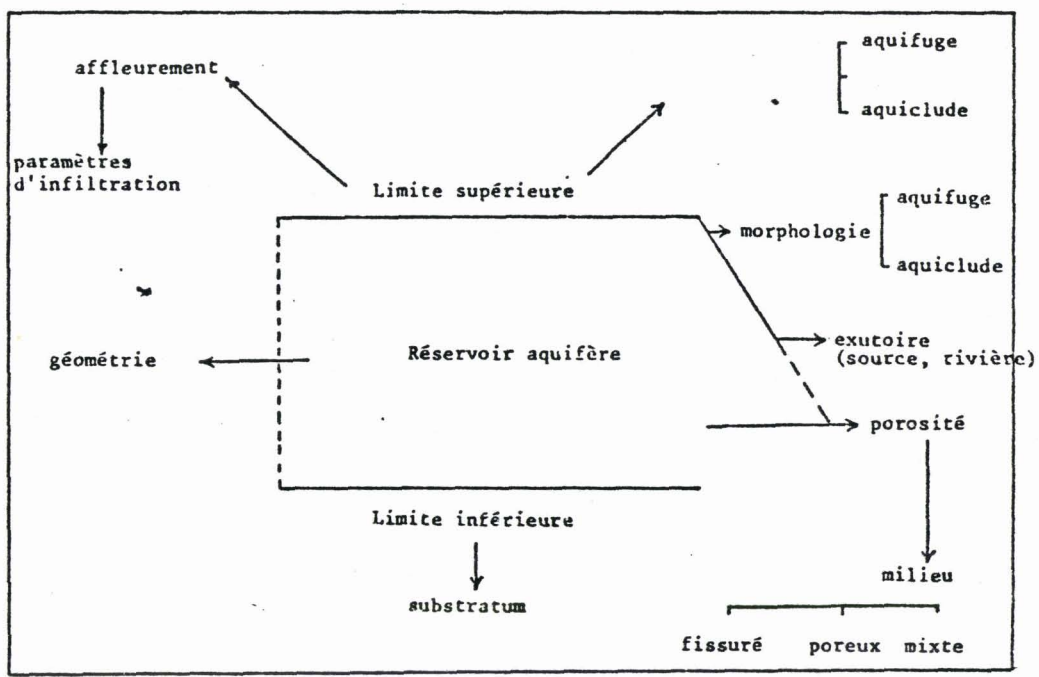 aquifuge
affleurement
aquiclude
paramètres
d'infiltration
Limite supérieure
aquifuge
morphologie
aquiclude
exutoire
(source, rivière)
géométrie
Réservoir aquifère
porosité
Limite inférieure
milieu
substratum
fissuré poreux mixte